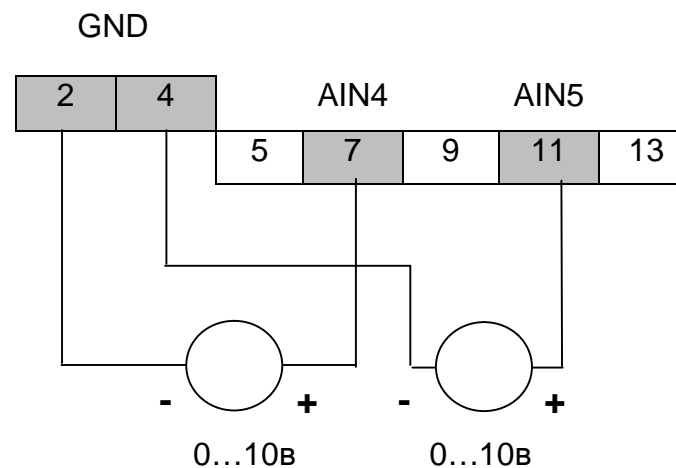 GND
2 4 AIN4 AIN5
5 7 9 11 13
- + - +
0...10в 0...10в